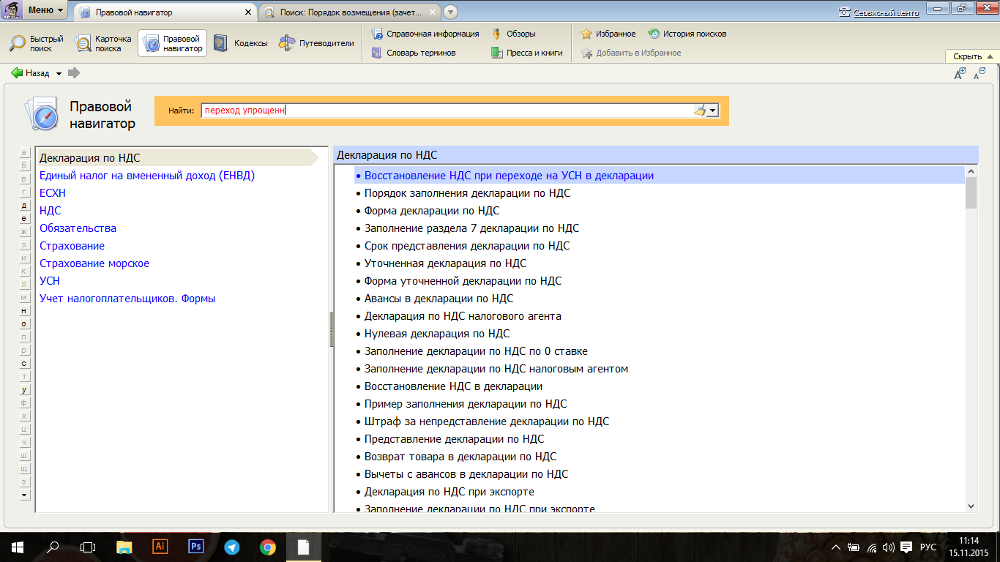 Меню
Правовой навигатор
Поиск: Порядок возмещения (зачет...
Сервисный центр
Быстрый поиск
Карточка поиска
Правовой навигатор
Кодексы
Путеводители
Справочная информация
Словарь терминов
Обзоры
Пресса и книги
Избранное
История поисков
Добавить в Избранное
Скрыть
Назад
А А
Правовой навигатор
Найти: переход упрощенн
а
б
в
г
д
е
ж
з
и
к
л
м
н
о
п
р
с
т
у
ф
х
ц
ч
ш
щ
э
Декларация по НДС
Единый налог на вмененный доход (ЕНВД)
ЕСХН
НДС
Обязательства
Страхование
Страхование морское
УСН
Учет налогоплательщиков. Формы
Декларация по НДС
• Восстановление НДС при переходе на УСН в декларации
• Порядок заполнения декларации по НДС
• Форма декларации по НДС
• Заполнение раздела 7 декларации по НДС
• Срок представления декларации по НДС
• Уточненная декларация по НДС
• Форма уточненной декларации по НДС
• Авансы в декларации по НДС
• Декларация по НДС налогового агента
• Нулевая декларация по НДС
• Заполнение декларации по НДС по 0 ставке
• Заполнение декларации по НДС налоговым агентом
• Восстановление НДС в декларации
• Пример заполнения декларации по НДС
• Штраф за непредставление декларации по НДС
• Представление декларации по НДС
• Возврат товара в декларации по НДС
• Вычеты с авансов в декларации по НДС
• Декларация по НДС при экспорте
• Заполнение декларации по НДС при экспорте
Ai
Ps
РУС
11:14
15.11.2015